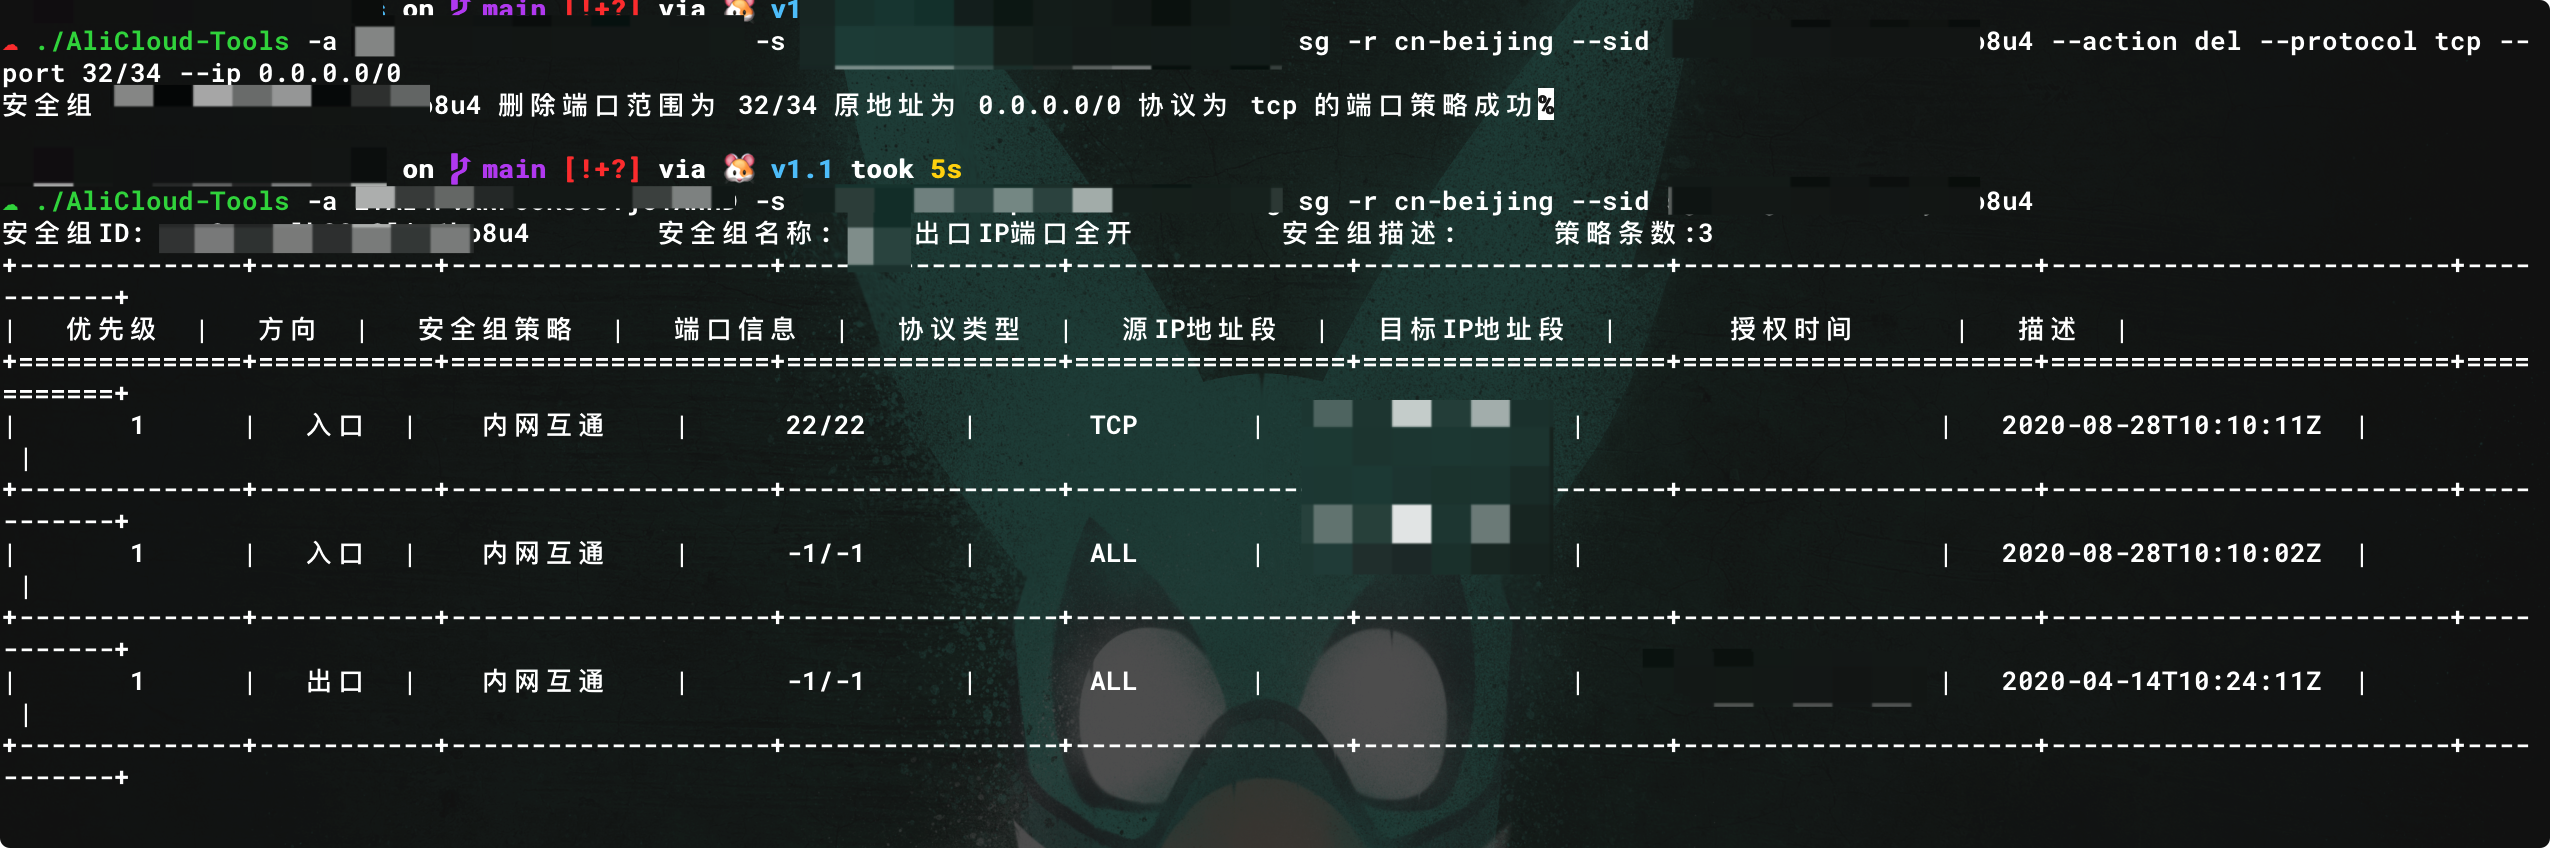 on main [!+?] via 🐹 v1
./AliCloud-Tools -a -s sg -r cn-beijing --sid b8u4 --action del --protocol tcp --
port 32/34 --ip 0.0.0.0/0
安全组 b8u4 删除端口范围为 32/34 原地址为 0.0.0.0/0 协议为 tcp 的端口策略成功%
on main [!+?] via 🐹 v1.1 took 5s
./AliCloud-Tools -a -s sg -r cn-beijing --sid b8u4
安全组ID: b8u4 安全组名称: 出口IP端口全开 安全组描述: 策略条数:3
+--------------+-----------+--------------------+-----------------+-----------------+-------------------+----------------------+-------------------------+----
-------+
| 优先级 | 方向 | 安全组策略 | 端口信息 | 协议类型 | 源IP地址段 | 目标IP地址段 | 授权时间 | 描述 |
+==============+===========+====================+=================+=================+===================+======================+=========================+====
=======+
| 1 | 入口 | 内网互通 | 22/22 | TCP | | | 2020-08-28T10:10:11Z |
|
+--------------+-----------+--------------------+-----------------+-------------- -------+----------------------+-------------------------+----
-------+
| 1 | 入口 | 内网互通 | -1/-1 | ALL | | | 2020-08-28T10:10:02Z |
|
+--------------+-----------+--------------------+-----------------+-----------------+-------------------+----------------------+-------------------------+----
-------+
| 1 | 出口 | 内网互通 | -1/-1 | ALL | | | 2020-04-14T10:24:11Z |
|
+--------------+-----------+--------------------+-----------------+-----------------+-------------------+----------------------+-------------------------+----
-------+